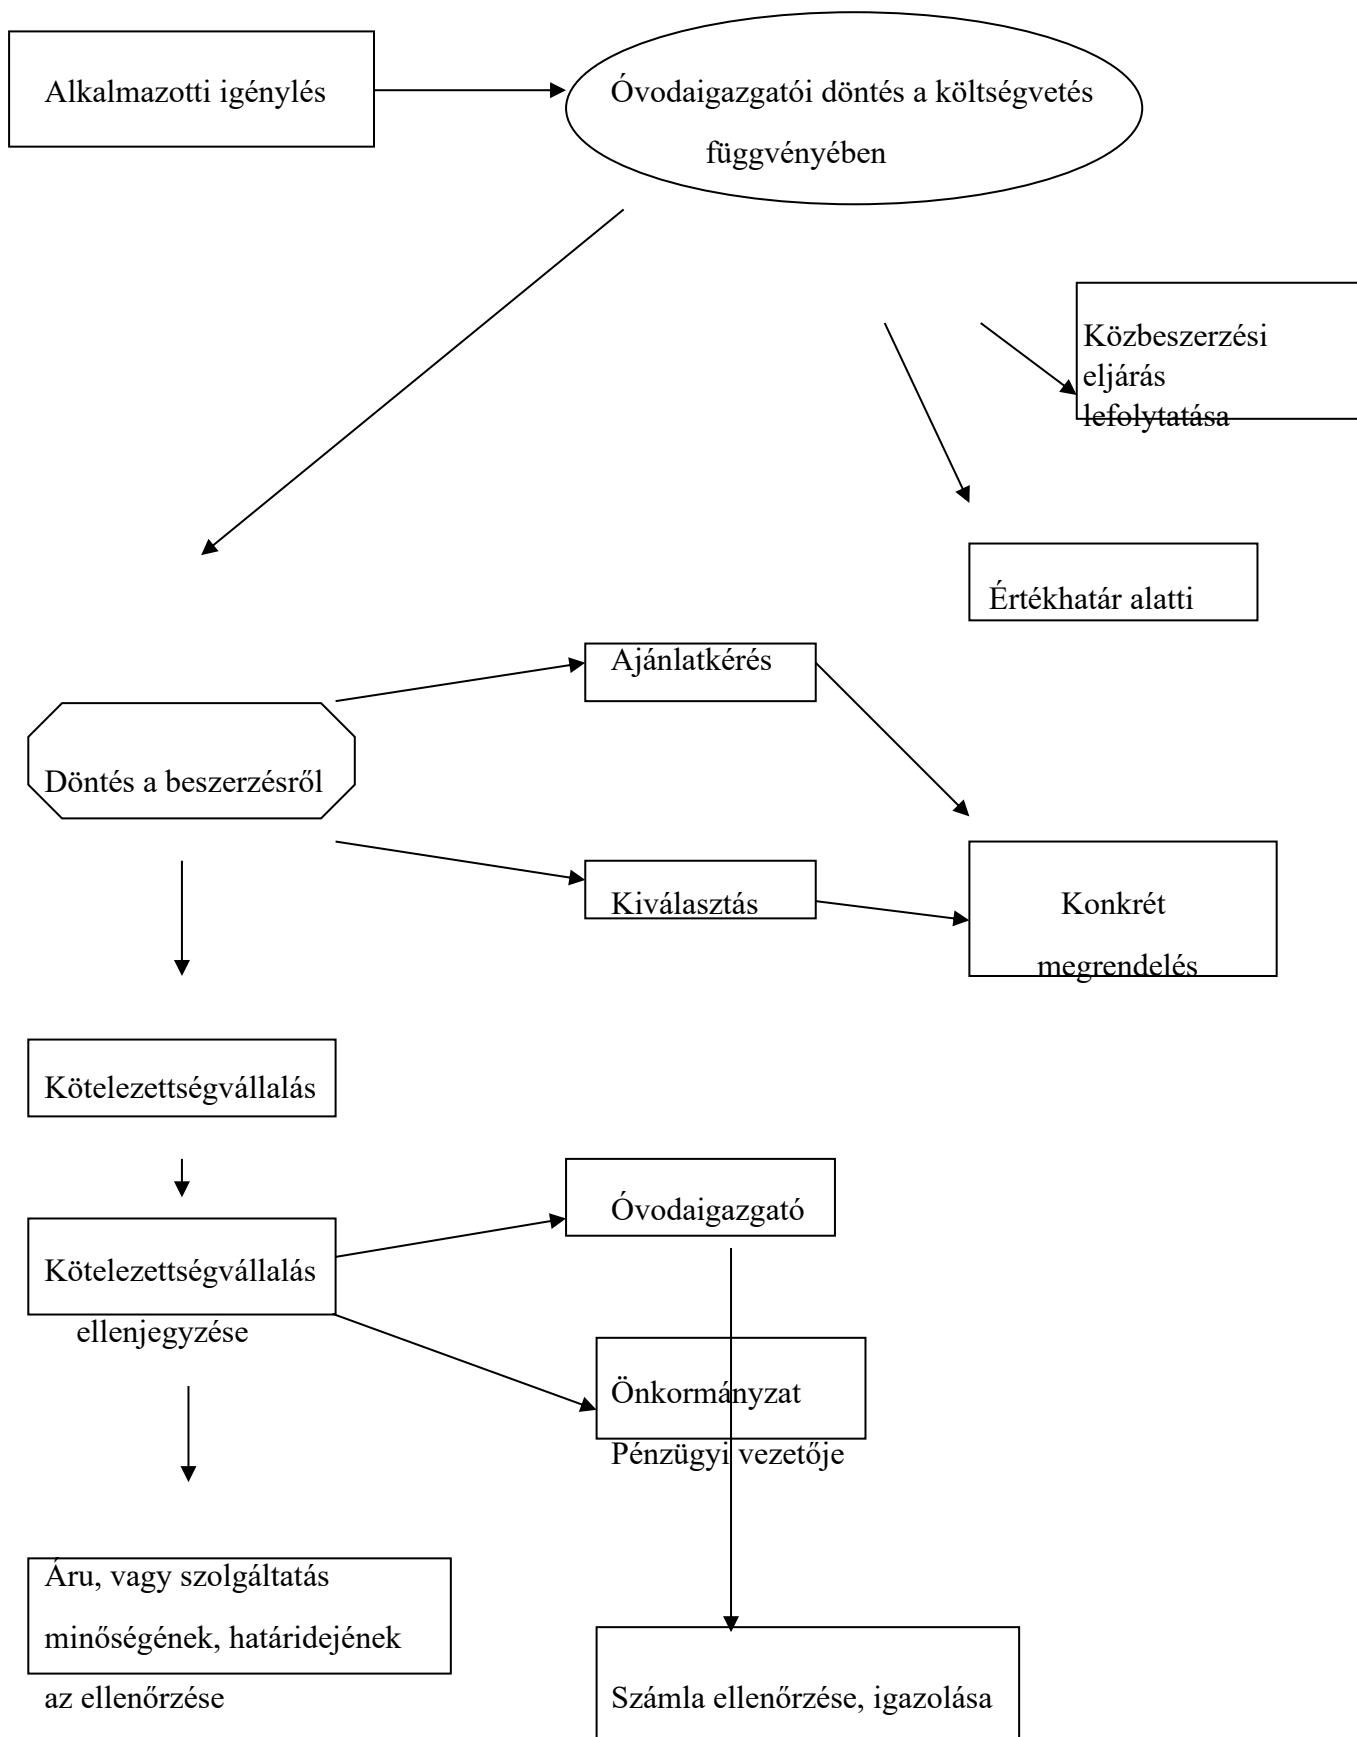 Alkalmazotti igénylés
Óvodaigazgatói döntés a költségvetés
függvényében
Közbeszerzési
eljárás
lefolytatása
Értékhatár alatti
Ajánlatkérés
Döntés a beszerzésről
Kiválasztás
Konkrét
megrendelés
Kötelezettségvállalás
Óvodaigazgató
Kötelezettségvállalás
ellenjegyzése
Önkormányzat
Pénzügyi vezetője
Áru, vagy szolgáltatás
minőségének, határidejének
az ellenőrzése
Számla ellenőrzése, igazolása